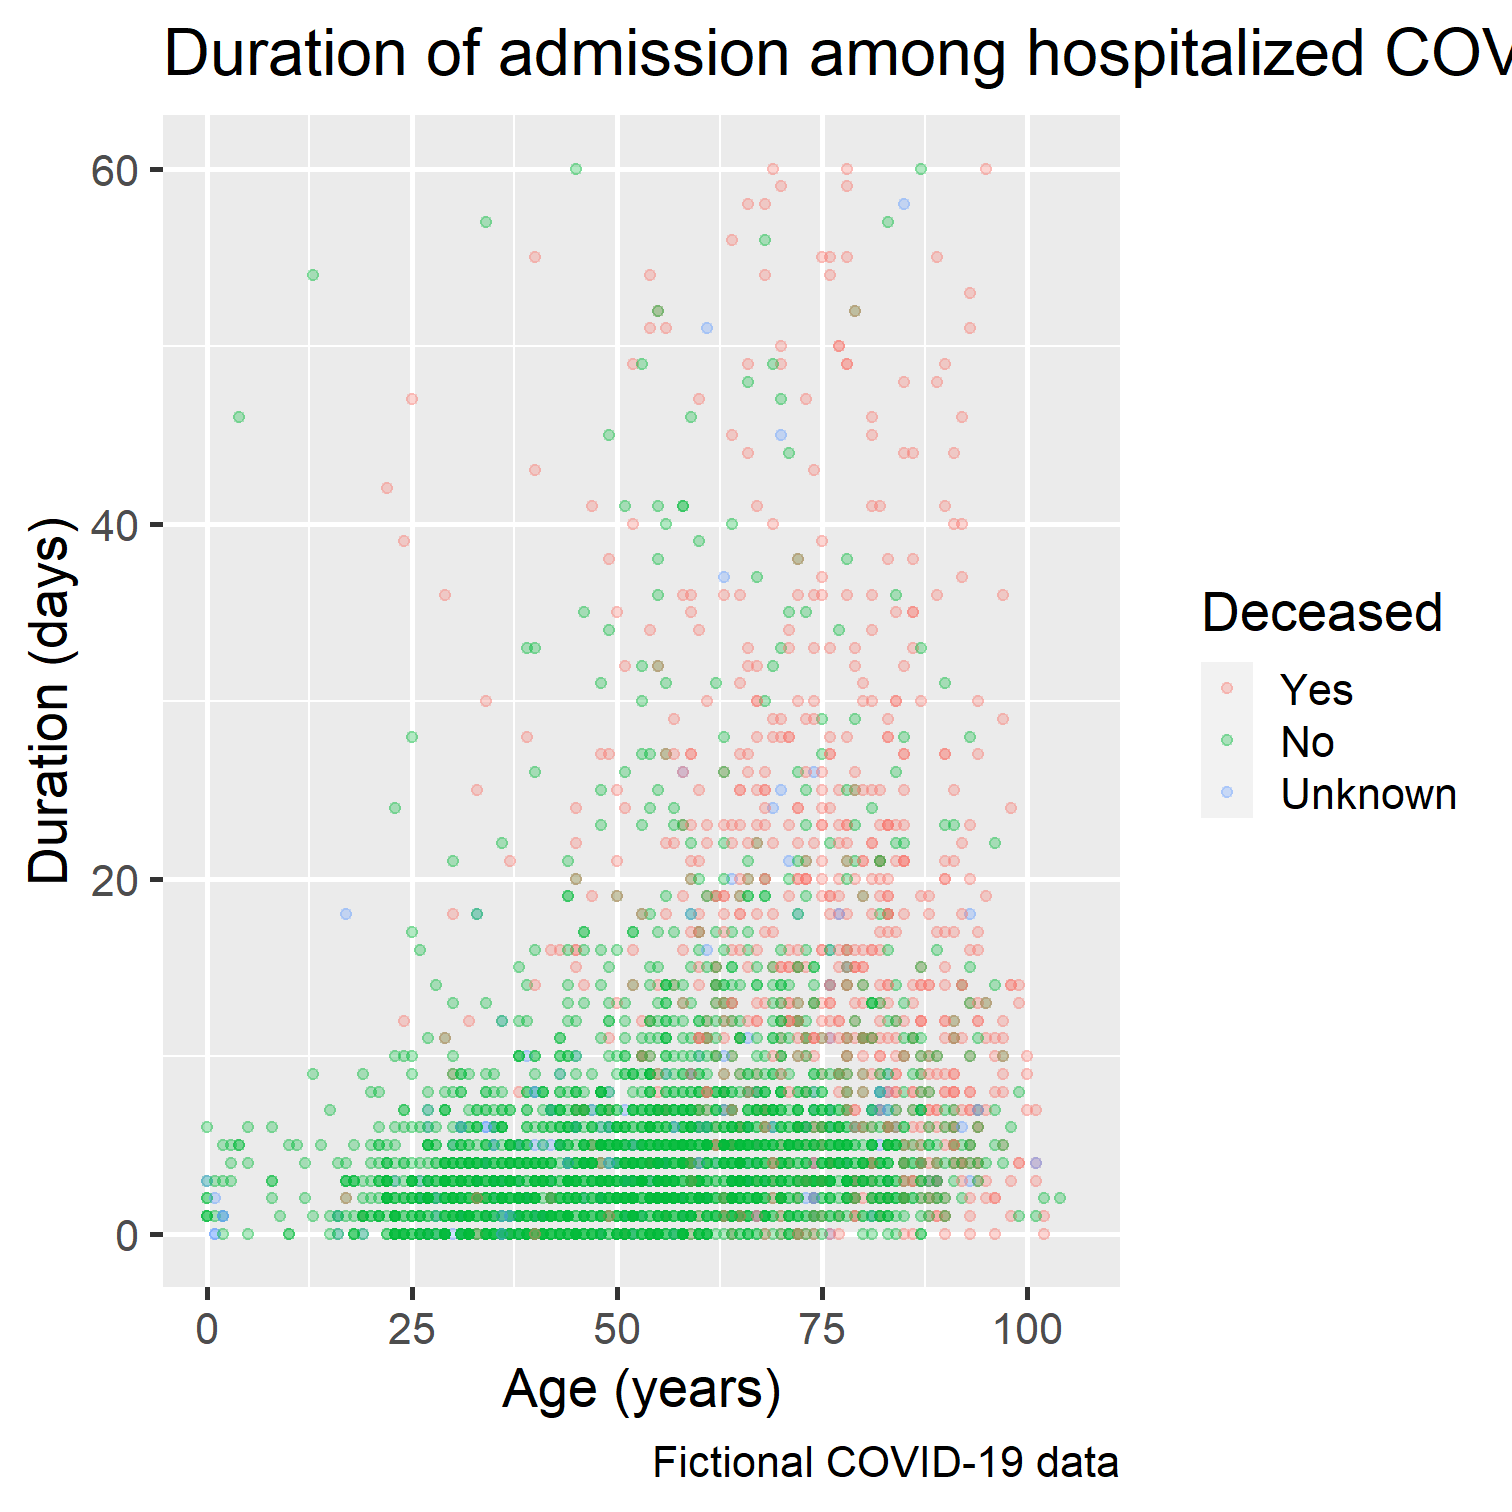 Duration of admission among hospitalized COV
60
40
20
0
Duration (days)
0 25 50 75 100
Age (years)
Deceased
Yes
No
Unknown
Fictional COVID-19 data